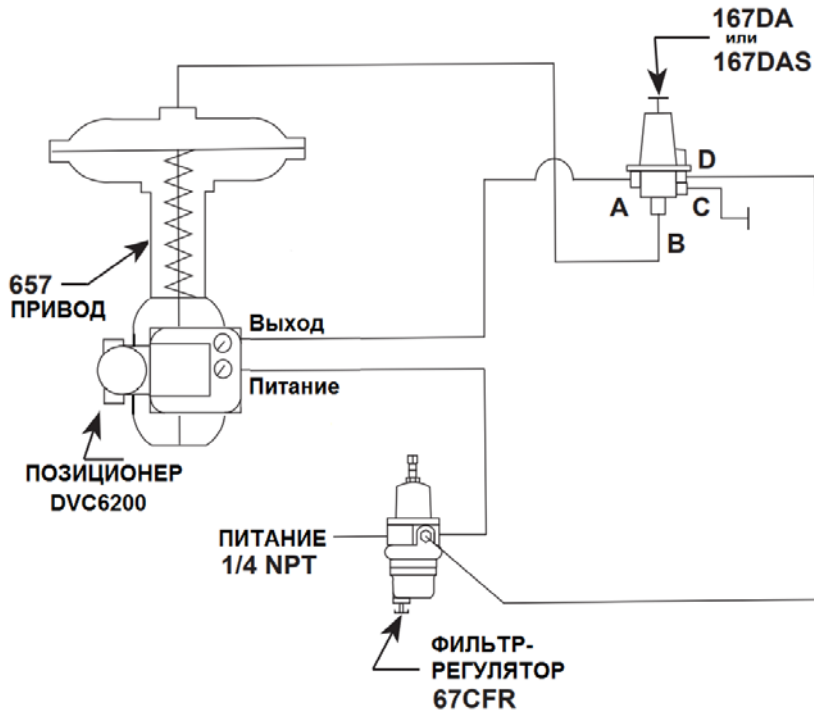 167DA
или
167DAS
D
A
C
B
657
ПРИВОД
Выход
Питание
ПОЗИЦИОНЕР
DVC6200
ПИТАНИЕ
1/4 NPT
ФИЛЬТР-
РЕГУЛЯТОР
67CFR